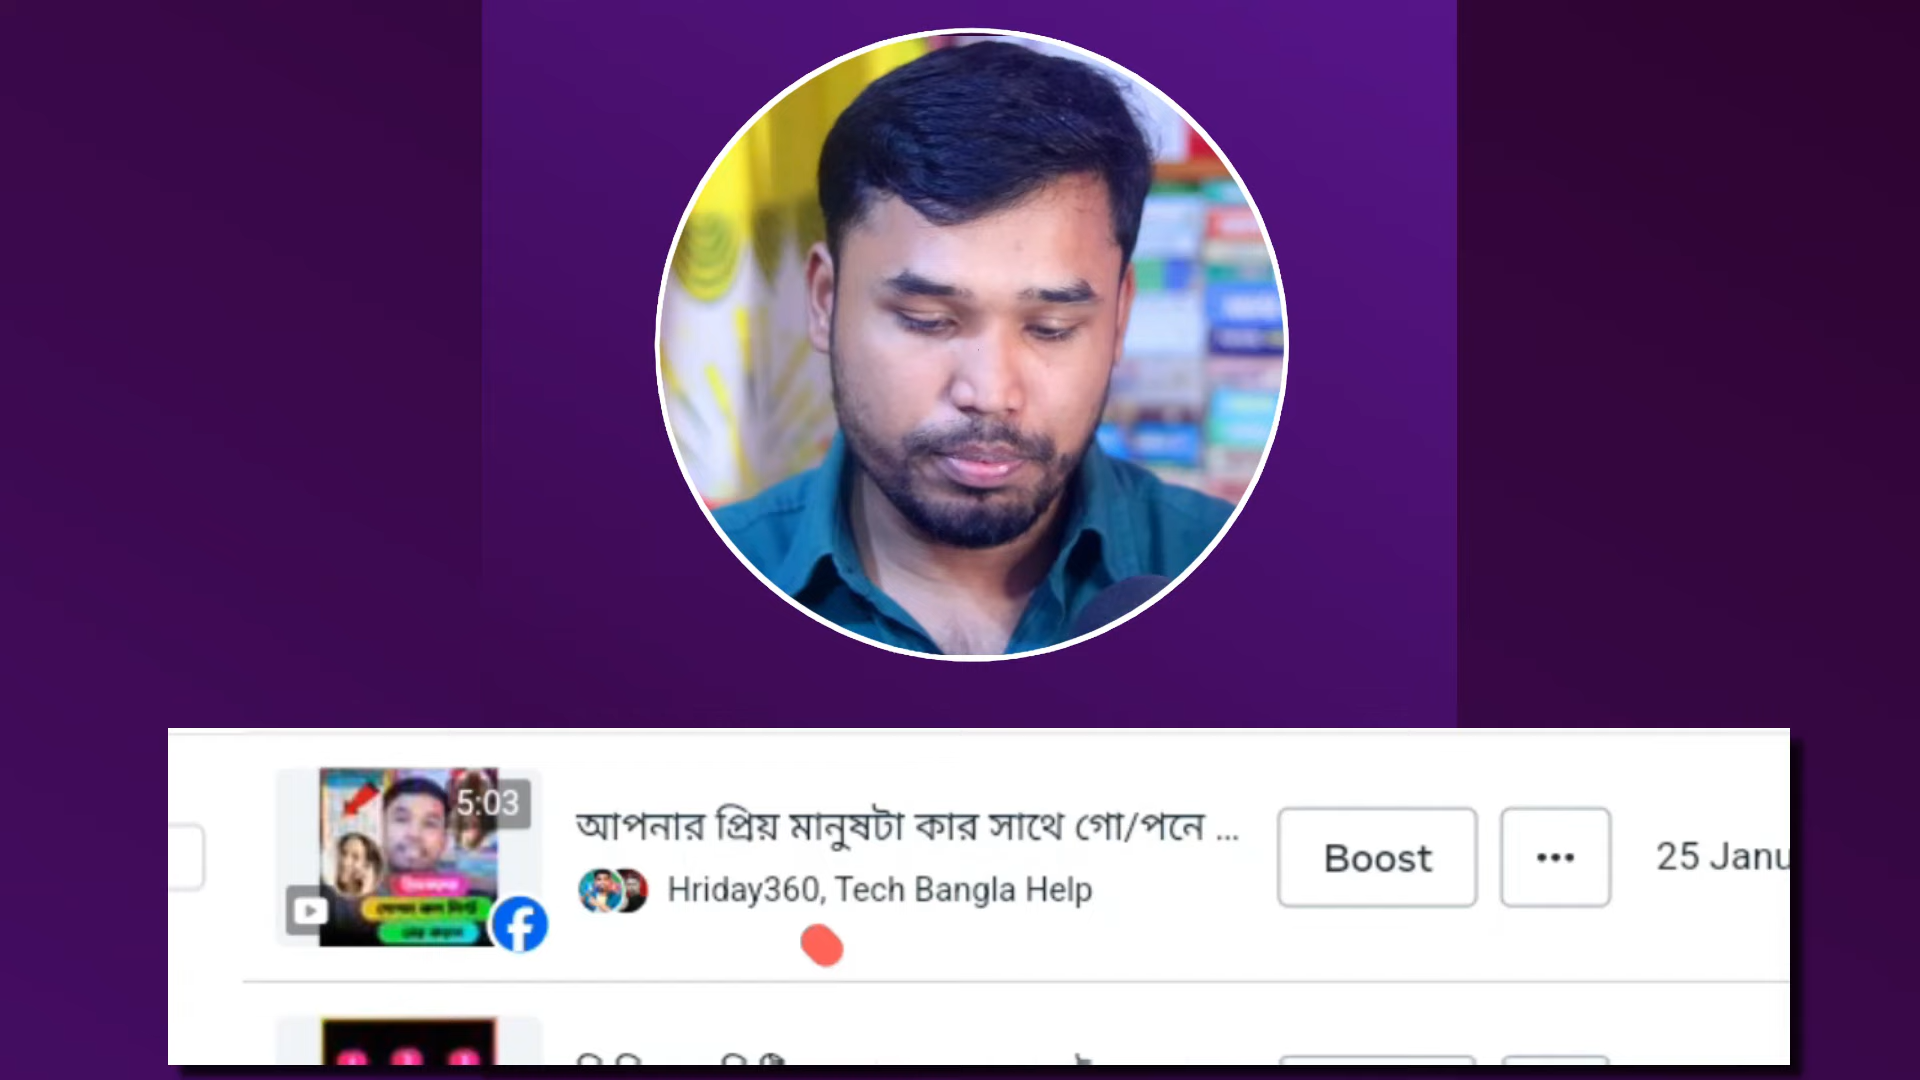 5:03
আপনার প্রিয় মানুষটা কার সাথে গো/পনে ...
Hriday360, Tech Bangla Help
Boost
25 Janu